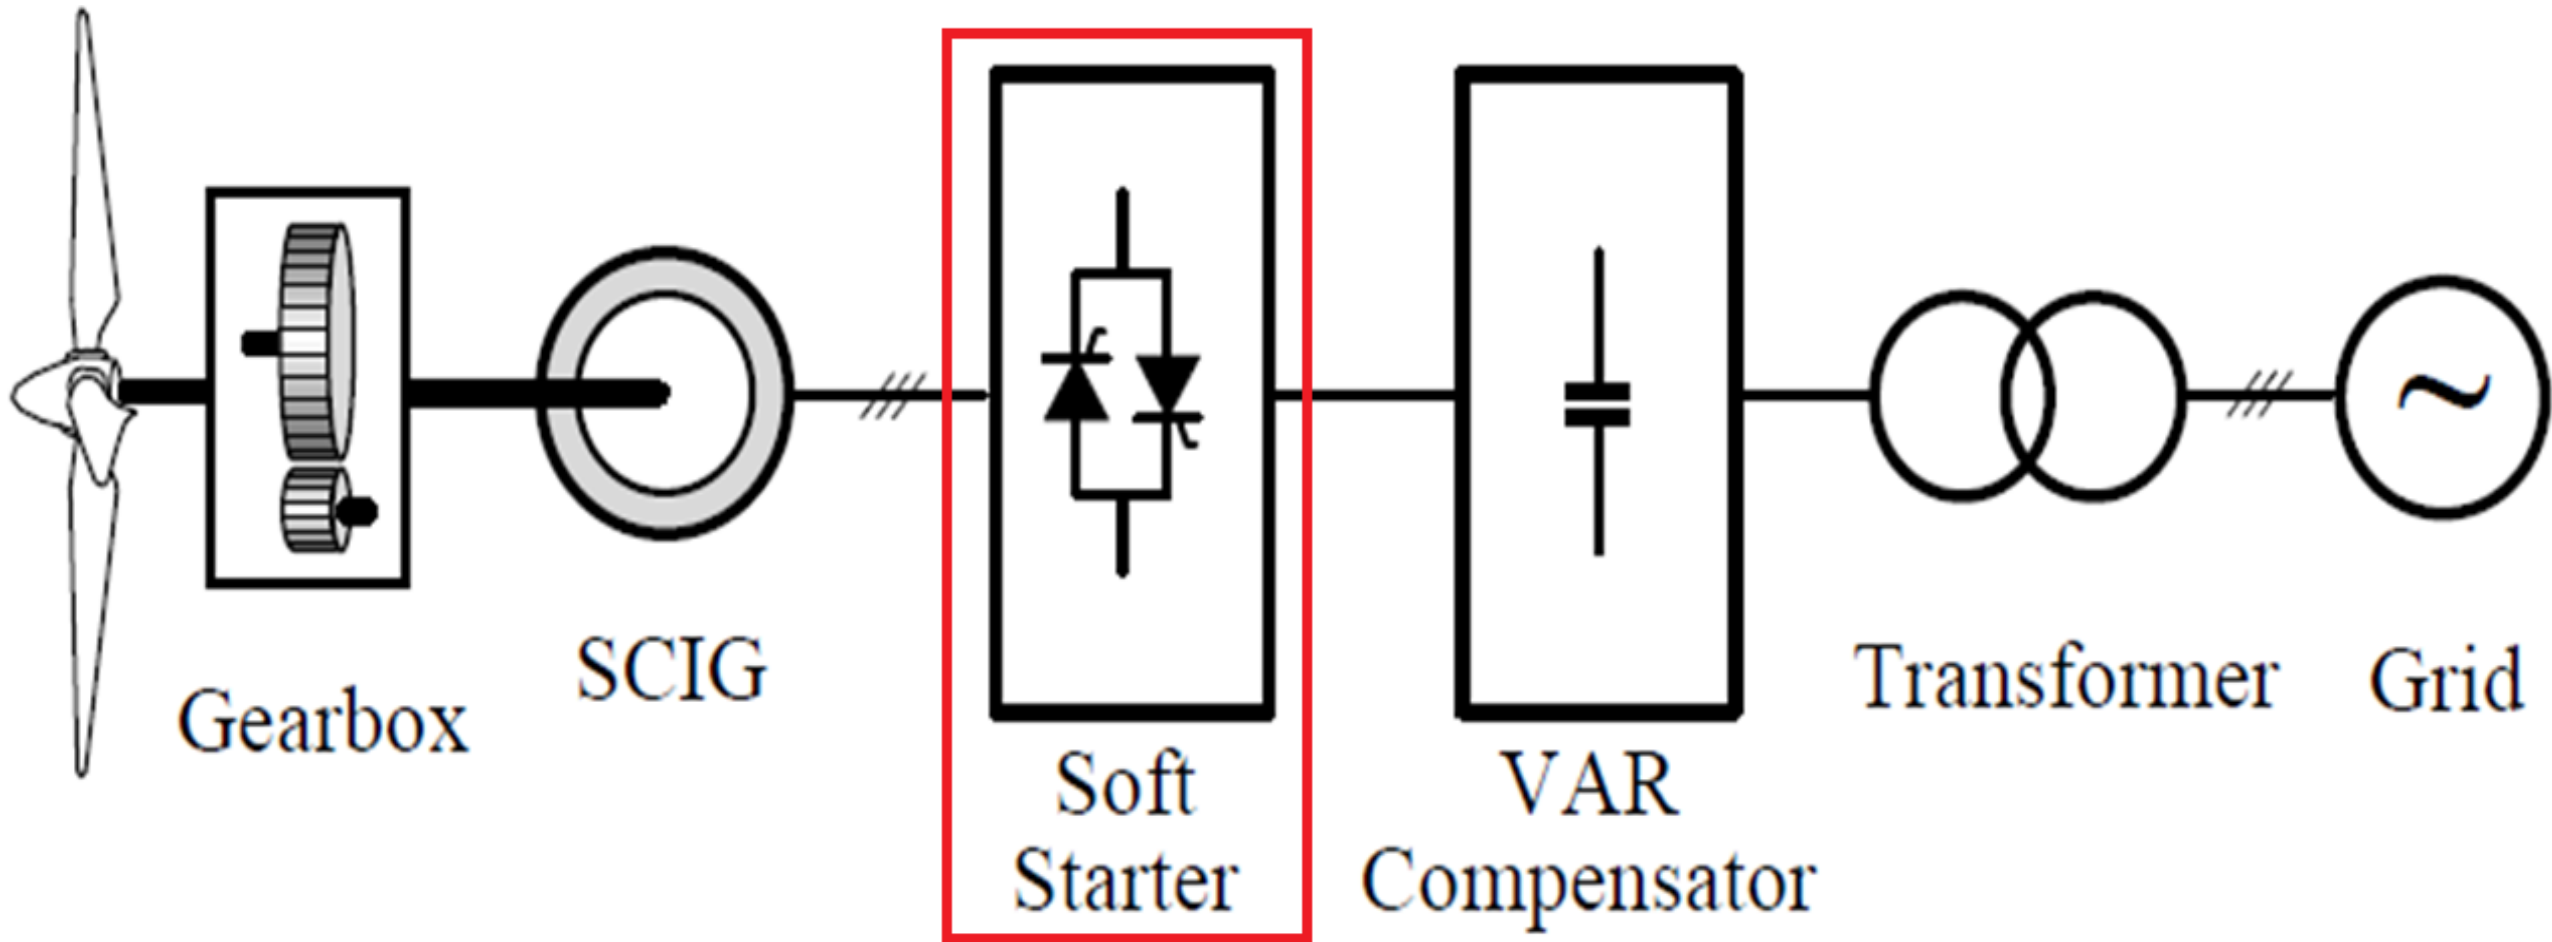 Gearbox
SCIG
Soft
Starter
VAR
Compensator
Transformer
Grid
~